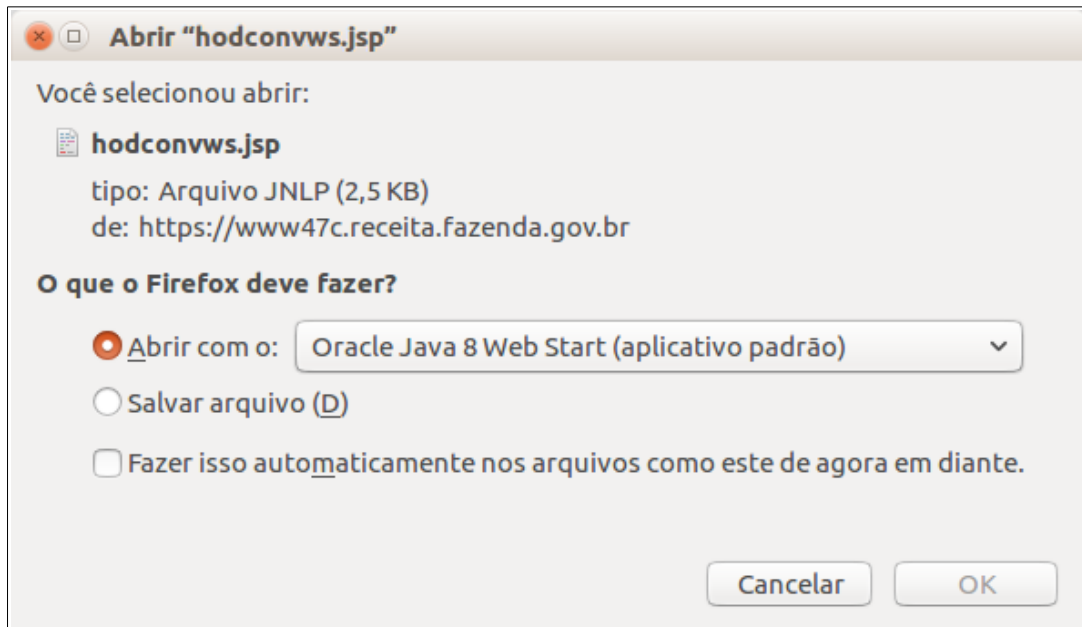 Abrir “hodconvws.jsp”
Você selecionou abrir:
hodconvws.jsp
tipo: Arquivo JNLP (2,5 KB)
de: https://www47c.receita.fazenda.gov.br
O que o Firefox deve fazer?
Abrir com o: Oracle Java 8 Web Start (aplicativo padrão)
Salvar arquivo (D)
Fazer isso automaticamente nos arquivos como este de agora em diante.
Cancelar OK